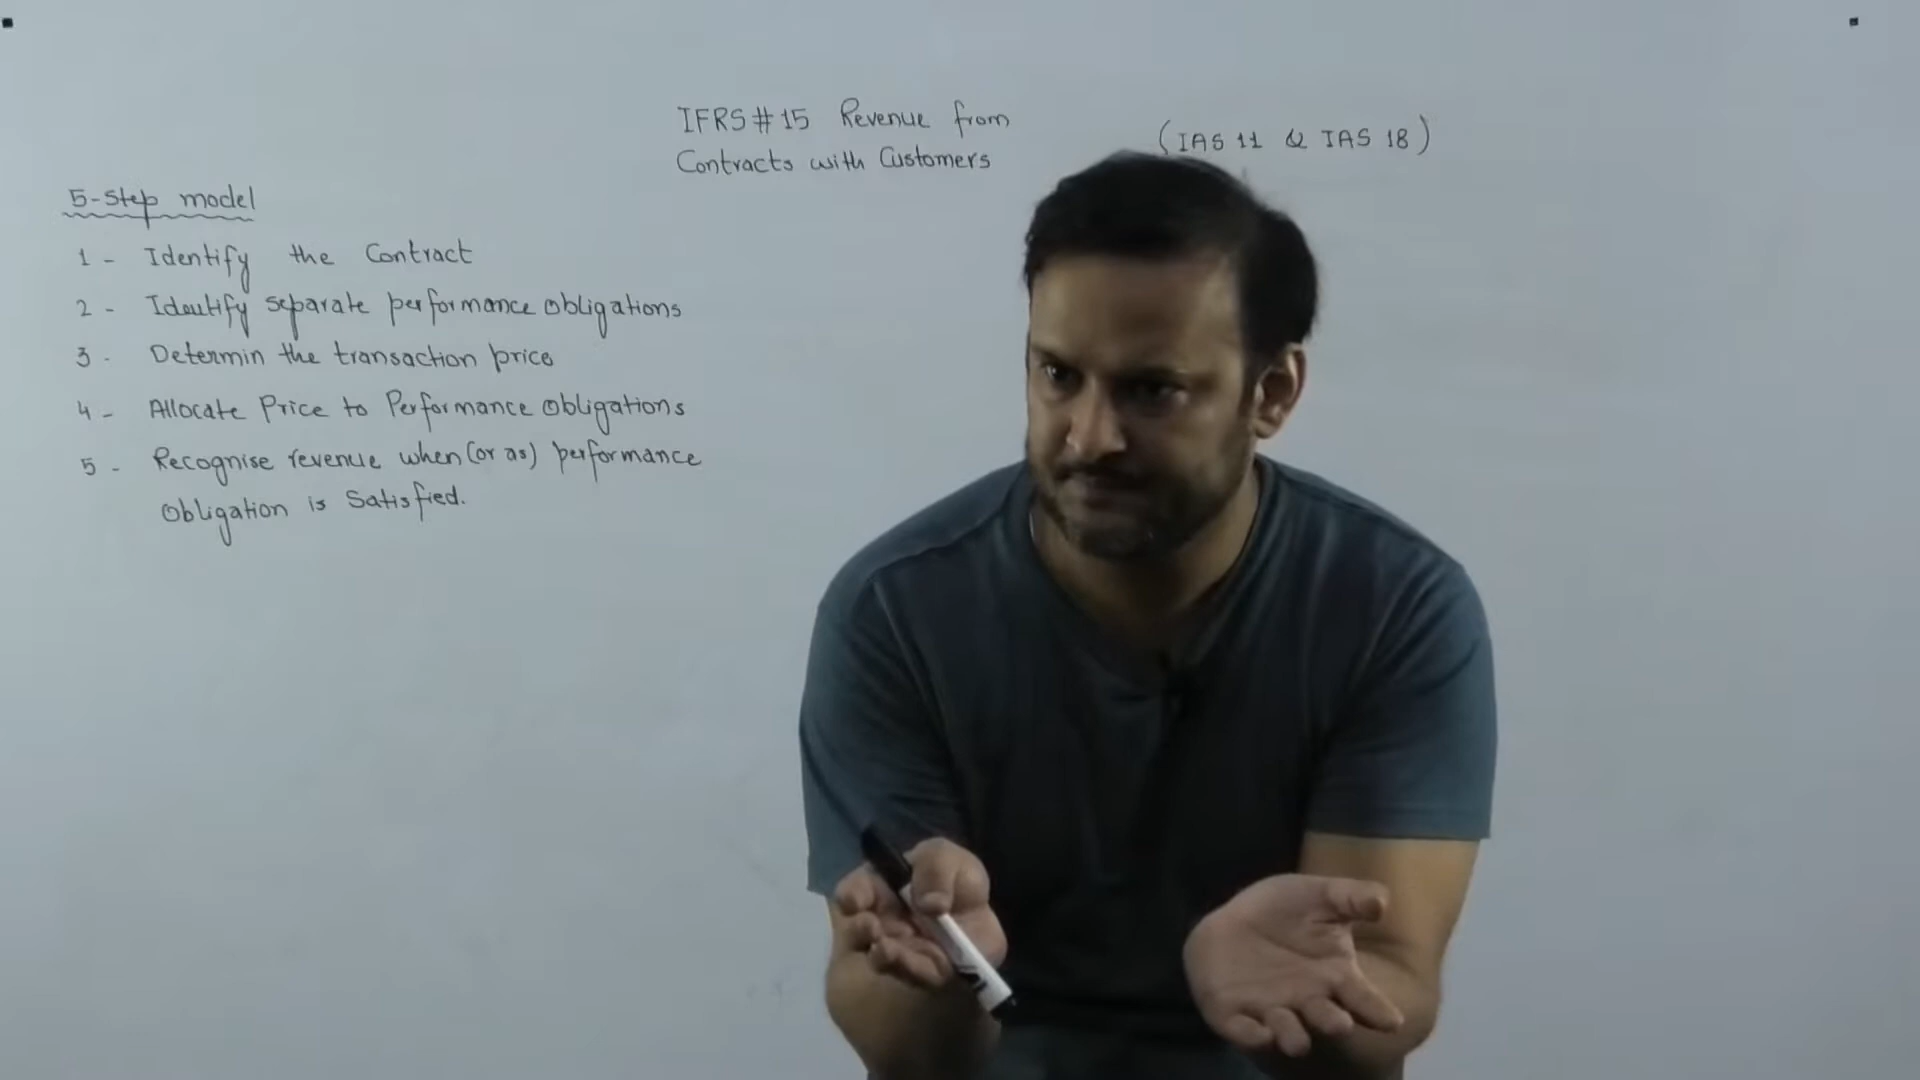 IFRS#15 Revenue from
Contracts with Customers
(IAS 11 & IAS 18)
5-Step model
1 - Identify the Contract
2 - Identify separate performance obligations
3 - Determin the transaction price
4 - Allocate Price to Performance Obligations
5 - Recognise revenue when (or as) performance
Obligation is Satisfied.